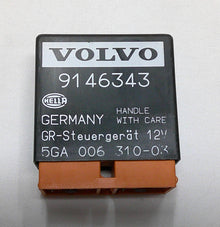 VOLVO
9146343
HELLA
HANDLE
GERMANY WITH CARE
GR-Steuergerät 12V
5GA 006 310-03